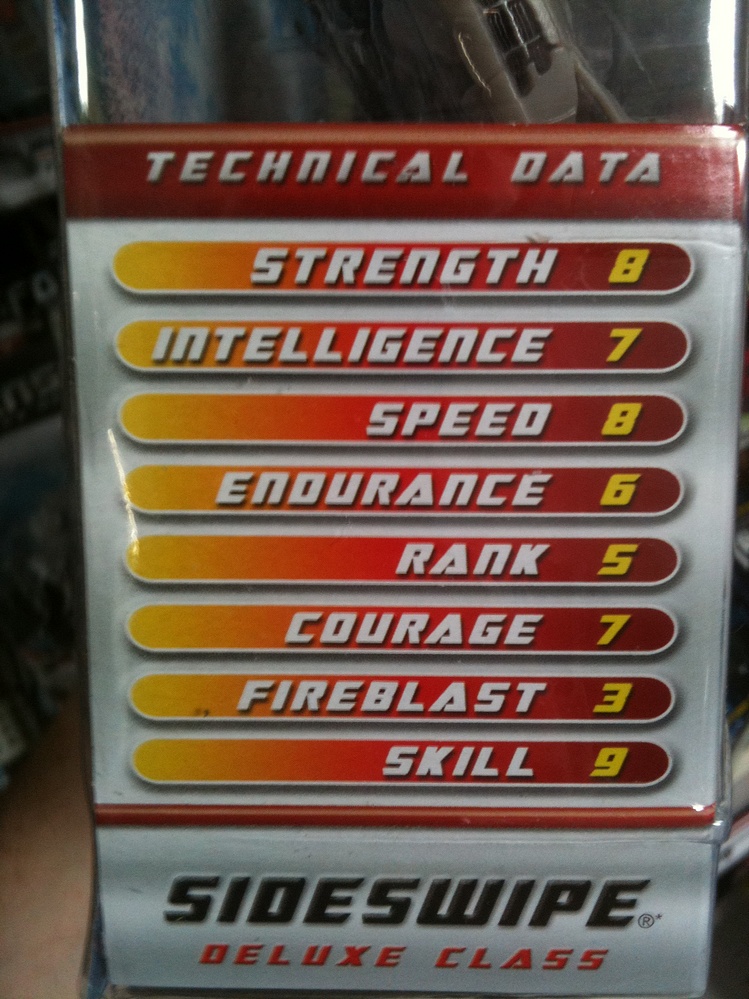 TECHNICAL DATA
STRENGTH 8
INTELLIGENCE 7
SPEED 8
ENDURANCE 6
RANK 5
COURAGE 7
FIREBLAST 3
SKILL 9
SIDESWIPE®*
DELUXE CLASS